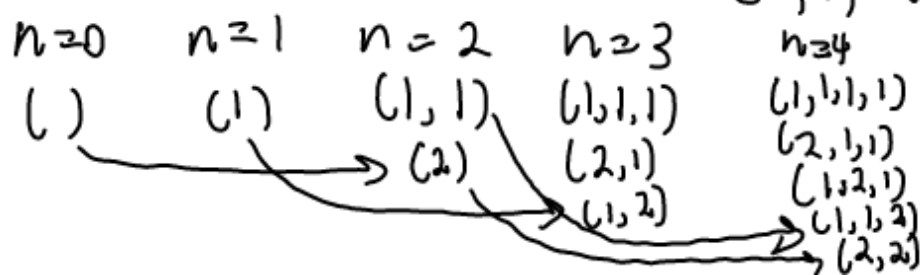 n=0 n=1 n=2 n=3 n=4
( ) (1) (1,1) (1,1,1) (1,1,1,1)
(2) (2,1) (2,1,1)
(1,2) (1,2,1)
(1,1,2)
(2,2)